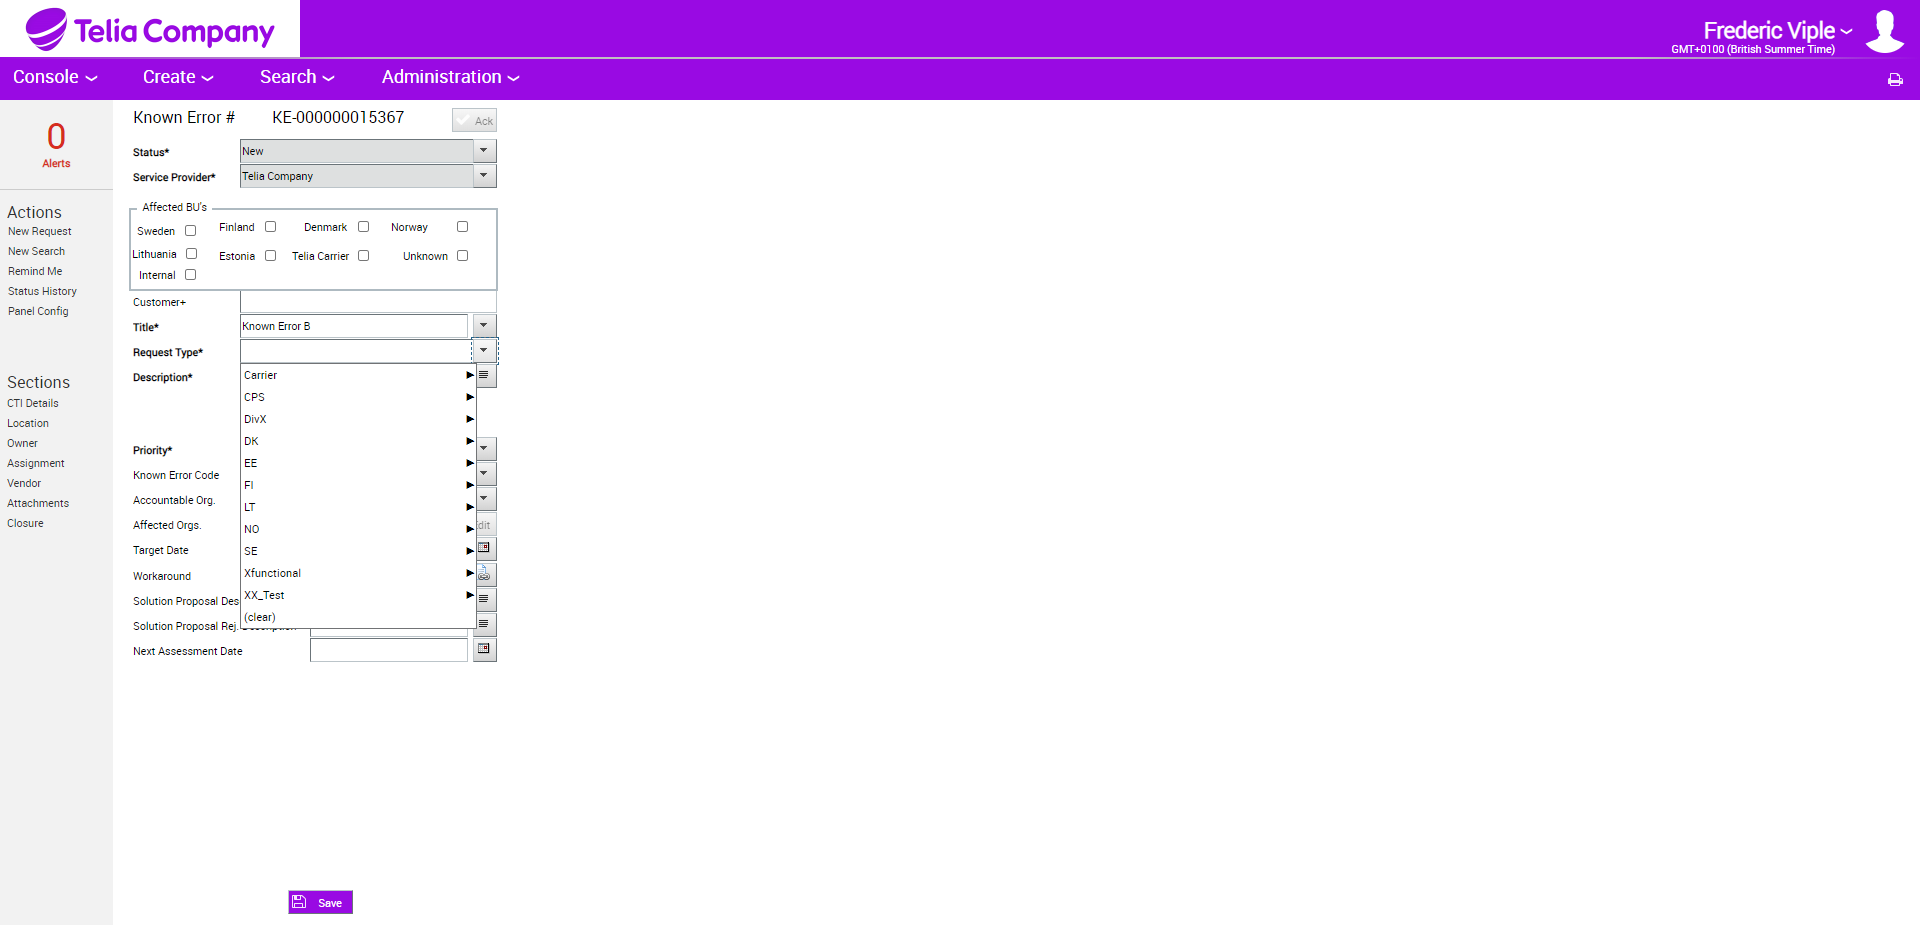 Telia Company
Frederic Viple
GMT+0100 (British Summer Time)
Console
Create
Search
Administration
0
Alerts
Actions
New Request
New Search
Remind Me
Status History
Panel Config
Sections
CTI Details
Location
Owner
Assignment
Vendor
Attachments
Closure
Known Error #
KE-000000015367
Ack
Status*
New
Service Provider*
Telia Company
Affected BU's
Sweden
Finland
Denmark
Norway
Lithuania
Estonia
Telia Carrier
Unknown
Internal
Customer+
Title*
Known Error B
Request Type*
Description*
Carrier
CPS
DivX
DK
EE
FI
LT
NO
SE
Xfunctional
XX_Test
(clear)
Priority*
Known Error Code
Accountable Org.
Affected Orgs.
Target Date
Workaround
Solution Proposal Des
Solution Proposal Rej.
Next Assessment Date
Save